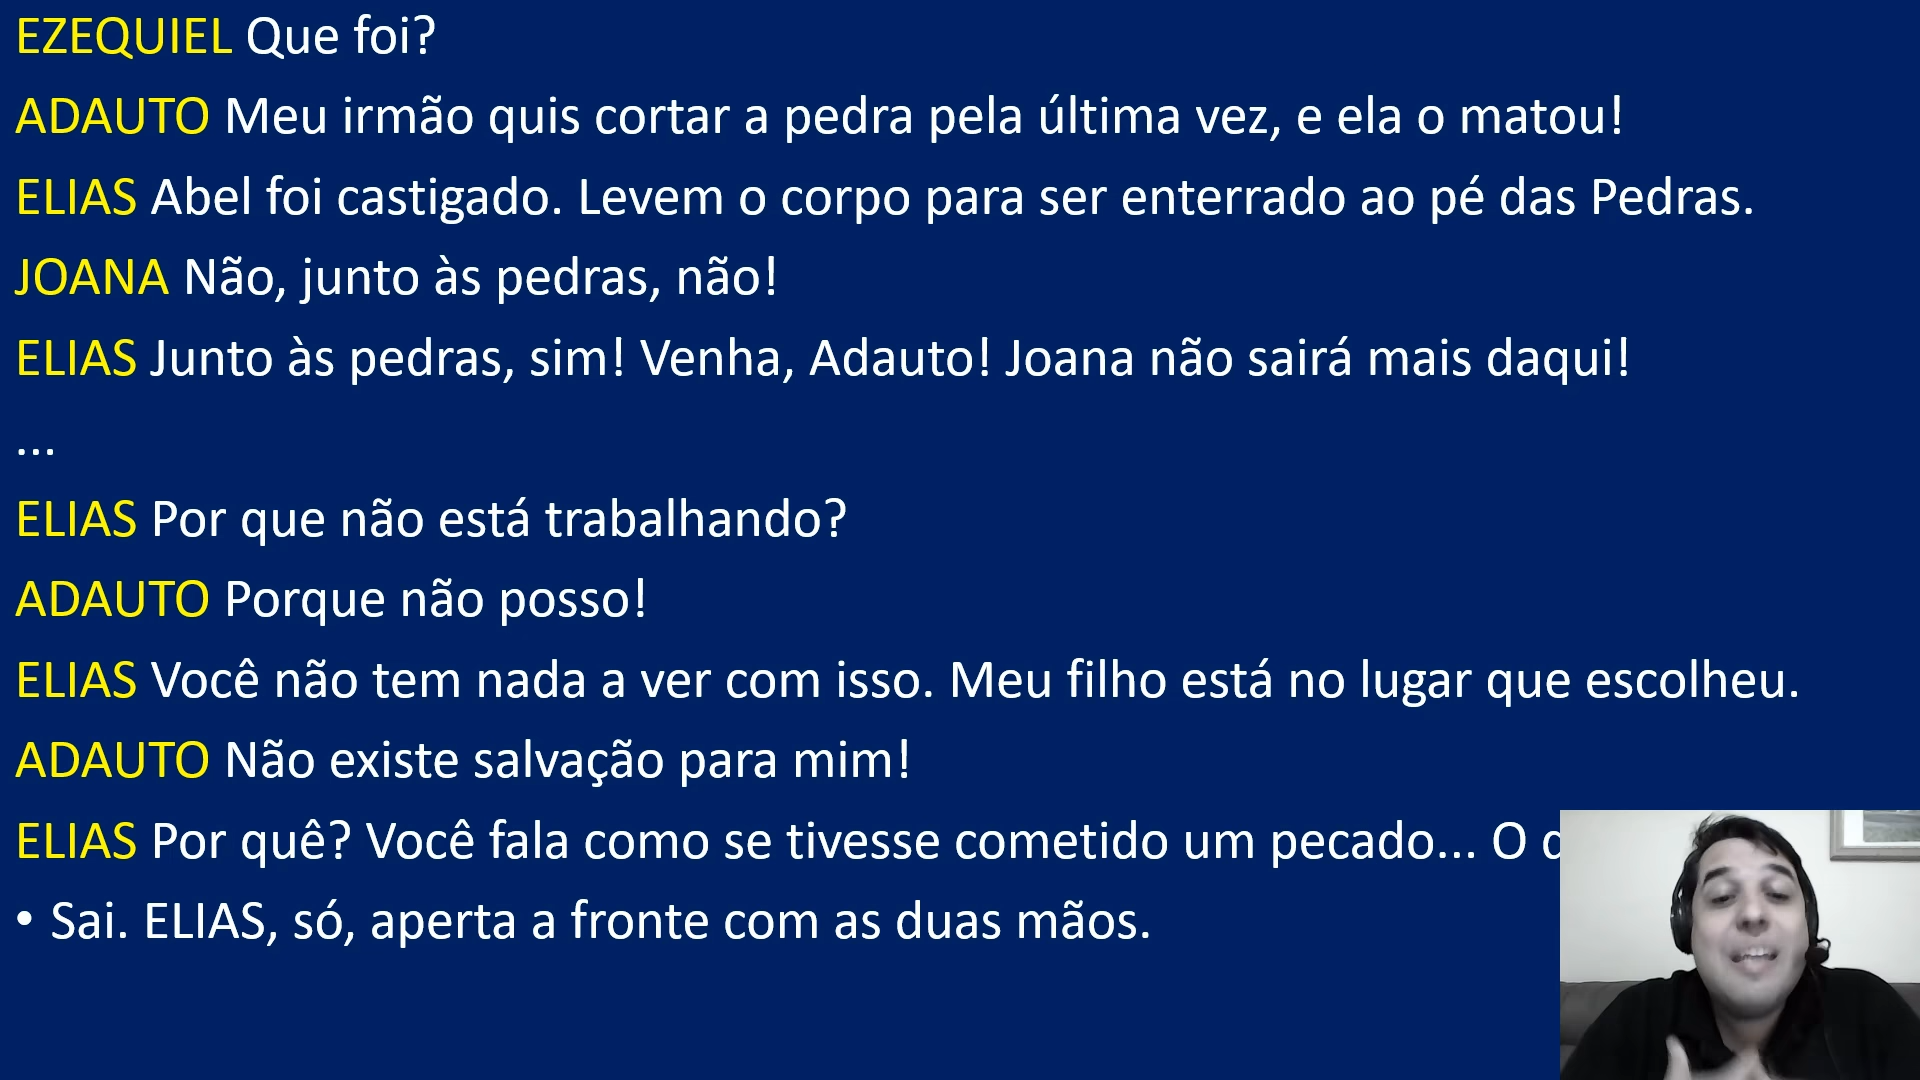 EZEQUIEL Que foi?
ADAUTO Meu irmão quis cortar a pedra pela última vez, e ela o matou!
ELIAS Abel foi castigado. Levem o corpo para ser enterrado ao pé das Pedras.
JOANA Não, junto às pedras, não!
ELIAS Junto às pedras, sim! Venha, Adauto! Joana não sairá mais daqui!
...
ELIAS Por que não está trabalhando?
ADAUTO Porque não posso!
ELIAS Você não tem nada a ver com isso. Meu filho está no lugar que escolheu.
ADAUTO Não existe salvação para mim!
ELIAS Por quê? Você fala como se tivesse cometido um pecado... O
• Sai. ELIAS, só, aperta a fronte com as duas mãos.